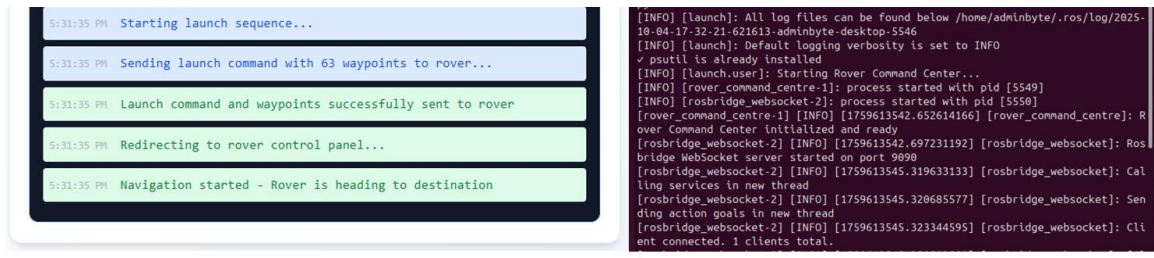 5:31:35 PM Starting launch sequence...
5:31:35 PM Sending launch command with 63 waypoints to rover...
5:31:35 PM Launch command and waypoints successfully sent to rover
5:31:35 PM Redirecting to rover control panel...
5:31:35 PM Navigation started - Rover is heading to destination
[INFO] [launch]: All log files can be found below /home/adminbyte/.ros/log/2025-
10-04-17-32-21-621613-adminbyte-desktop-5546
[INFO] [launch]: Default logging verbosity is set to INFO
✓ psutil is already installed
[INFO] [launch.user]: Starting Rover Command Center...
[INFO] [rover_command_centre-1]: process started with pid [5549]
[INFO] [rosbridge_websocket-2]: process started with pid [5550]
[rover_command_centre-1] [INFO] [1759613542.652614166] [rover_command_centre]: R
over Command Center initialized and ready
[rosbridge_websocket-2] [INFO] [1759613542.697231192] [rosbridge_websocket]: Ros
bridge WebSocket server started on port 9090
[rosbridge_websocket-2] [INFO] [1759613545.319633133] [rosbridge_websocket]: Cal
ling services in new thread
[rosbridge_websocket-2] [INFO] [1759613545.320685577] [rosbridge_websocket]: Sen
ding action goals in new thread
[rosbridge_websocket-2] [INFO] [1759613545.323344595] [rosbridge_websocket]: Cli
ent connected. 1 clients total.